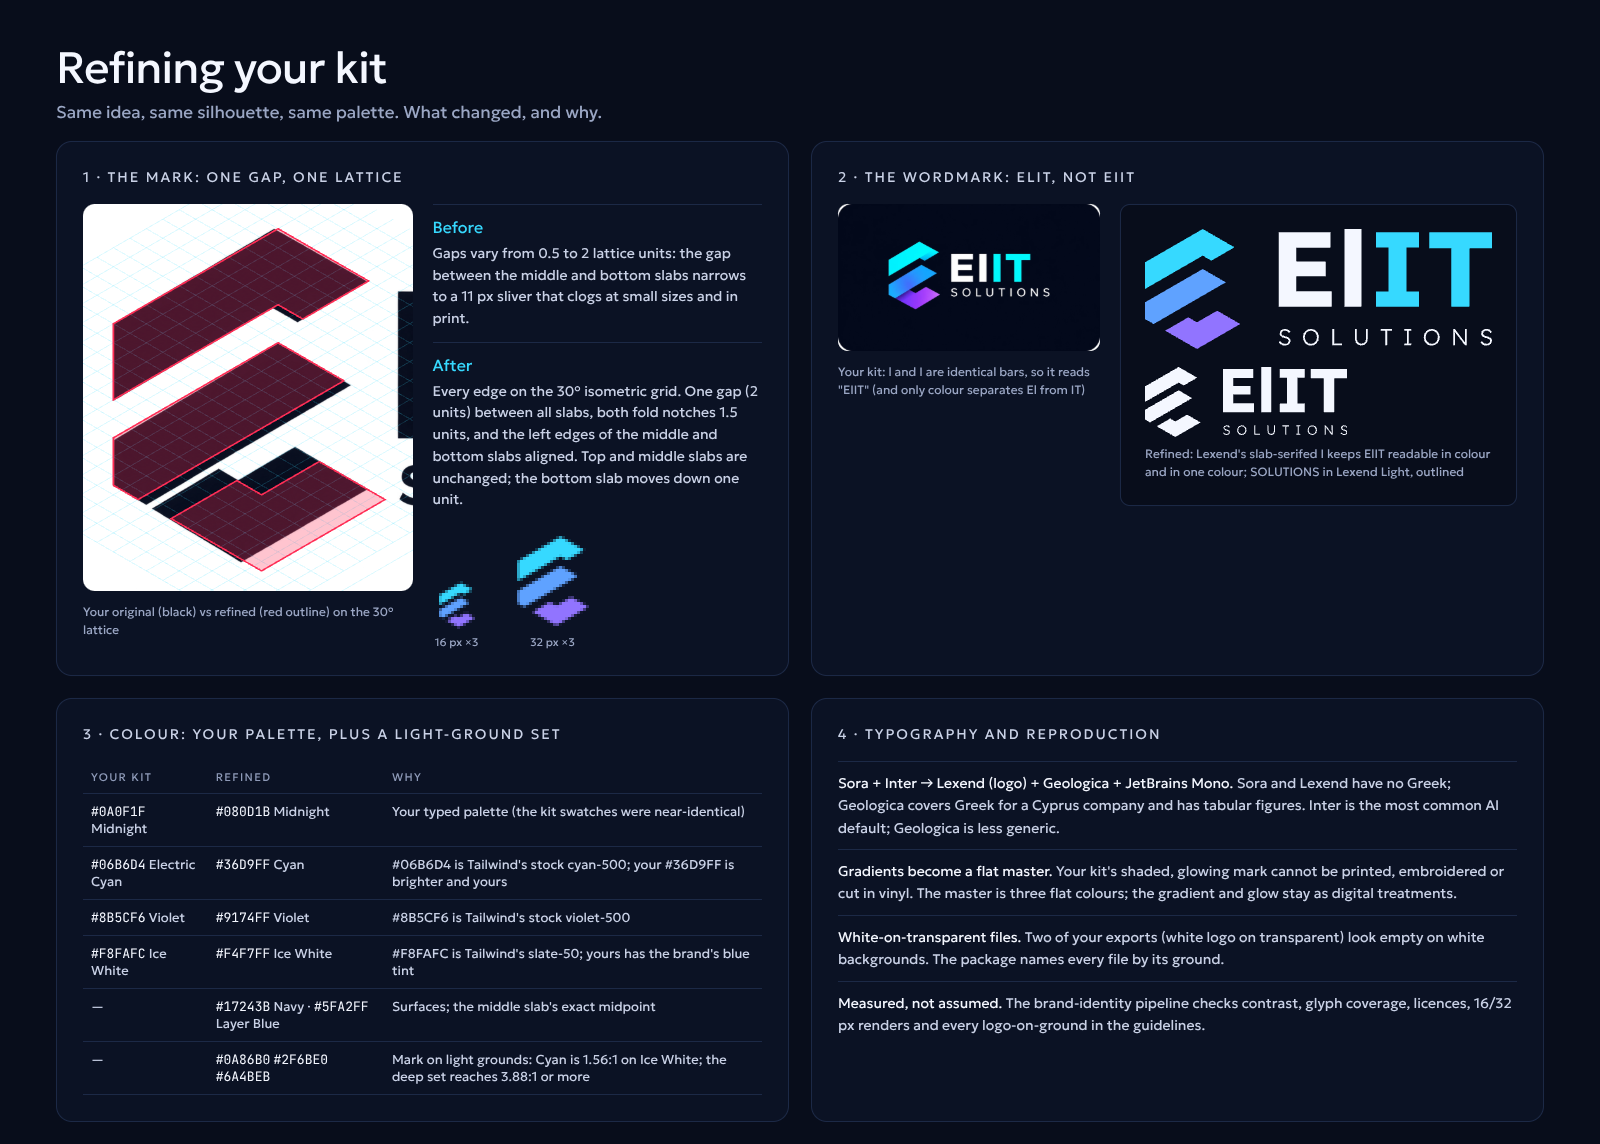 Refining your kit
Same idea, same silhouette, same palette. What changed, and why.
1 · THE MARK: ONE GAP, ONE LATTICE
S
Your original (black) vs refined (red outline) on the 30°
lattice
Before
Gaps vary from 0.5 to 2 lattice units: the gap
between the middle and bottom slabs narrows
to a 11 px sliver that clogs at small sizes and in
print.
After
Every edge on the 30° isometric grid. One gap (2
units) between all slabs, both fold notches 1.5
units, and the left edges of the middle and
bottom slabs aligned. Top and middle slabs are
unchanged; the bottom slab moves down one
unit.
16 px ×3
32 px ×3
2 · THE WORDMARK: ELIT, NOT EIIT
ElIT
SOLUTIONS
Your kit: l and I are identical bars, so it reads
"EIIT" (and only colour separates El from IT)
ElIT
SOLUTIONS
ElIT
SOLUTIONS
Refined: Lexend's slab-serifed I keeps ElIT readable in colour
and in one colour; SOLUTIONS in Lexend Light, outlined
3 · COLOUR: YOUR PALETTE, PLUS A LIGHT-GROUND SET
YOUR KIT
REFINED
WHY
#0A0F1F
Midnight
#080D1B Midnight
Your typed palette (the kit swatches were near-identical)
#06B6D4 Electric
Cyan
#36D9FF Cyan
#06B6D4 is Tailwind's stock cyan-500; your #36D9FF is
brighter and yours
#8B5CF6 Violet
#9174FF Violet
#8B5CF6 is Tailwind's stock violet-500
#F8FAFC Ice
White
#F4F7FF Ice White
#F8FAFC is Tailwind's slate-50; yours has the brand's blue
tint
—
#17243B Navy · #5FA2FF
Layer Blue
Surfaces; the middle slab's exact midpoint
—
#0A86B0 #2F6BE0
#6A4BEB
Mark on light grounds: Cyan is 1.56:1 on Ice White; the
deep set reaches 3.88:1 or more
4 · TYPOGRAPHY AND REPRODUCTION
Sora + Inter → Lexend (logo) + Geologica + JetBrains Mono. Sora and Lexend have no Greek;
Geologica covers Greek for a Cyprus company and has tabular figures. Inter is the most common AI
default; Geologica is less generic.
Gradients become a flat master. Your kit's shaded, glowing mark cannot be printed, embroidered or
cut in vinyl. The master is three flat colours; the gradient and glow stay as digital treatments.
White-on-transparent files. Two of your exports (white logo on transparent) look empty on white
backgrounds. The package names every file by its ground.
Measured, not assumed. The brand-identity pipeline checks contrast, glyph coverage, licences, 16/32
px renders and every logo-on-ground in the guidelines.